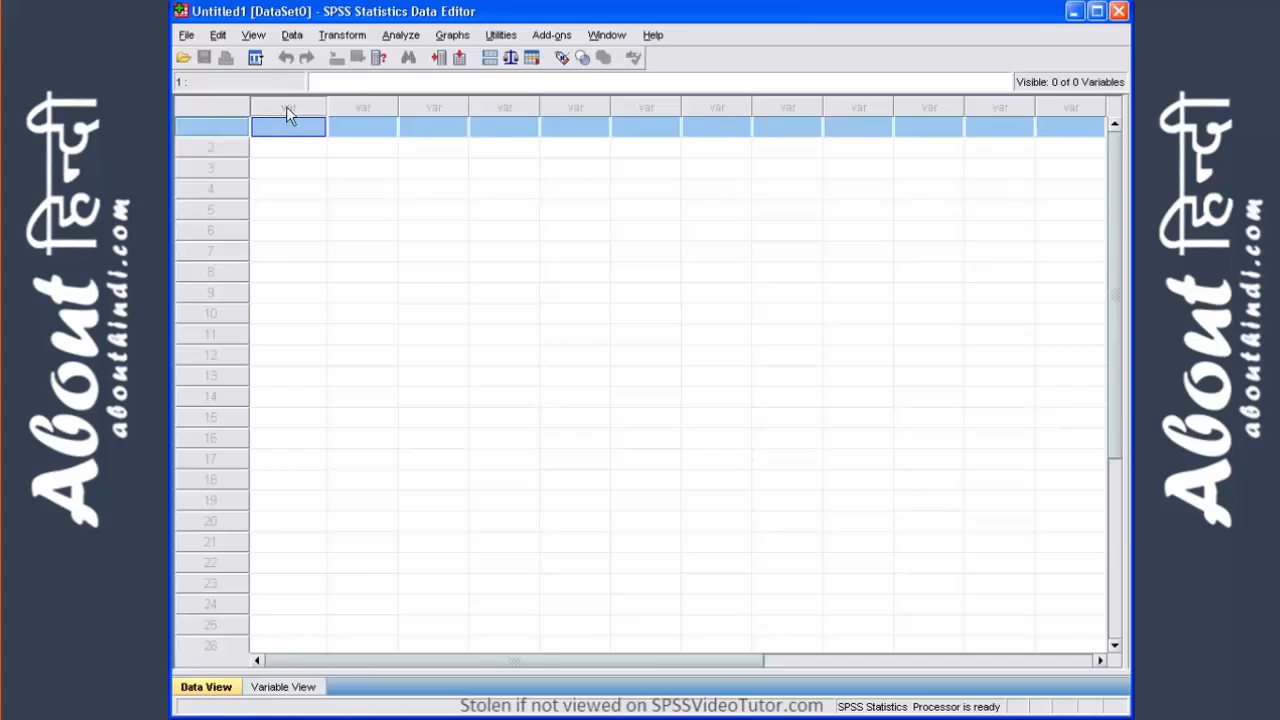 Untitled1 [DataSet0] - SPSS Statistics Data Editor
File Edit View Data Transform Analyze Graphs Utilities Add-ons Window Help
1 : Visible: 0 of 0 Variables
var var var var var var var var var var var var
2
3
4
5
6
7
8
9
10
11
12
13
14
15
16
17
18
19
20
21
22
23
24
25
26
Data View Variable View
Stolen if not viewed on SPSSVideoTutor.com
SPSS Statistics Processor is ready
About हिन्दी
abouthindi.com
About हिन्दी
abouthindi.com